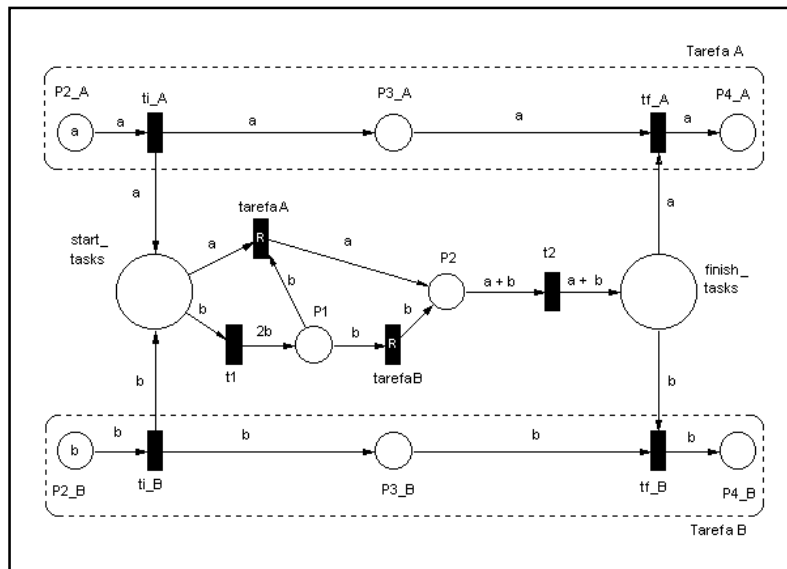 Tarefa A
P2_A
ti_A
P3_A
tf_A
P4_A
a
a
a
a
a
a
a
start_
tasks
tarefaA
R
a
a
b
b
t1
2b
P1
b
R
tarefaB
b
P2
a + b
t2
a + b
finish_
tasks
b
b
b
b
b
b
b
P2_B
ti_B
P3_B
tf_B
P4_B
Tarefa B